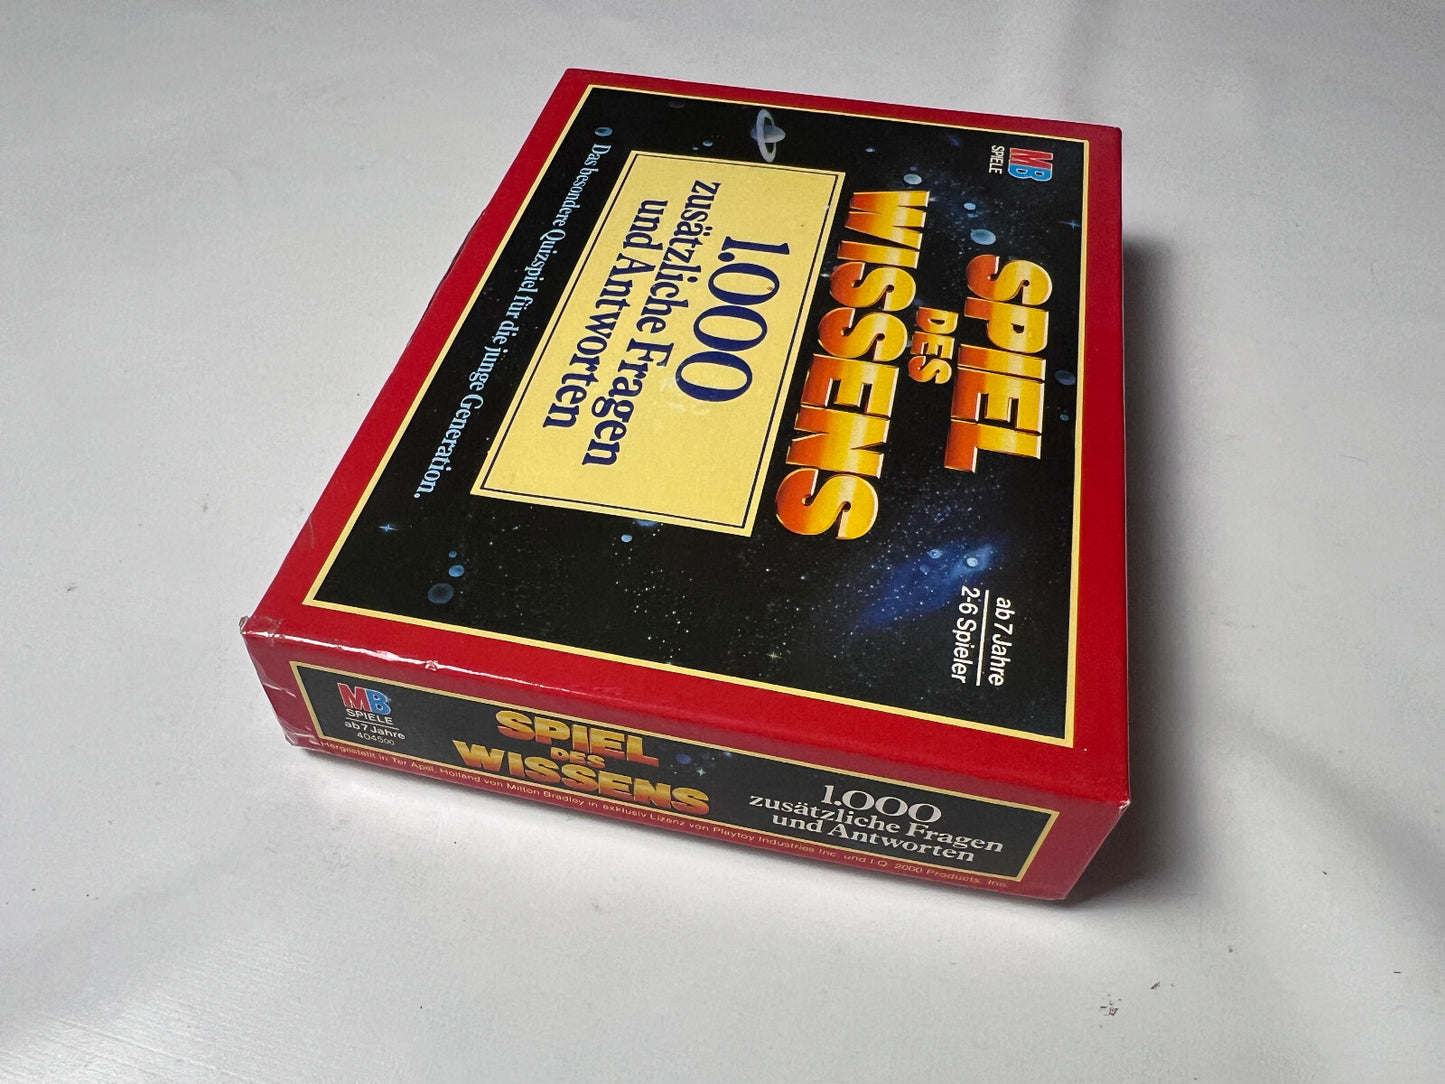 MB
SPIELE
SPIEL
DES
WISSENS
ab 7 Jahre
2-6 Spieler
1.000
zusätzliche Fragen
und Antworten
Das besondere Quizspiel für die junge Generation.
MB
SPIELE
ab 7 Jahre
404500
SPIEL
DES
WISSENS
1.000
zusätzliche Fragen
und Antworten
Hergestellt in Ter Apel, Holland von Milton Bradley in exklusiv Lizenz von Playtoy Industries Inc. und I.Q. 2000 Products, Inc.